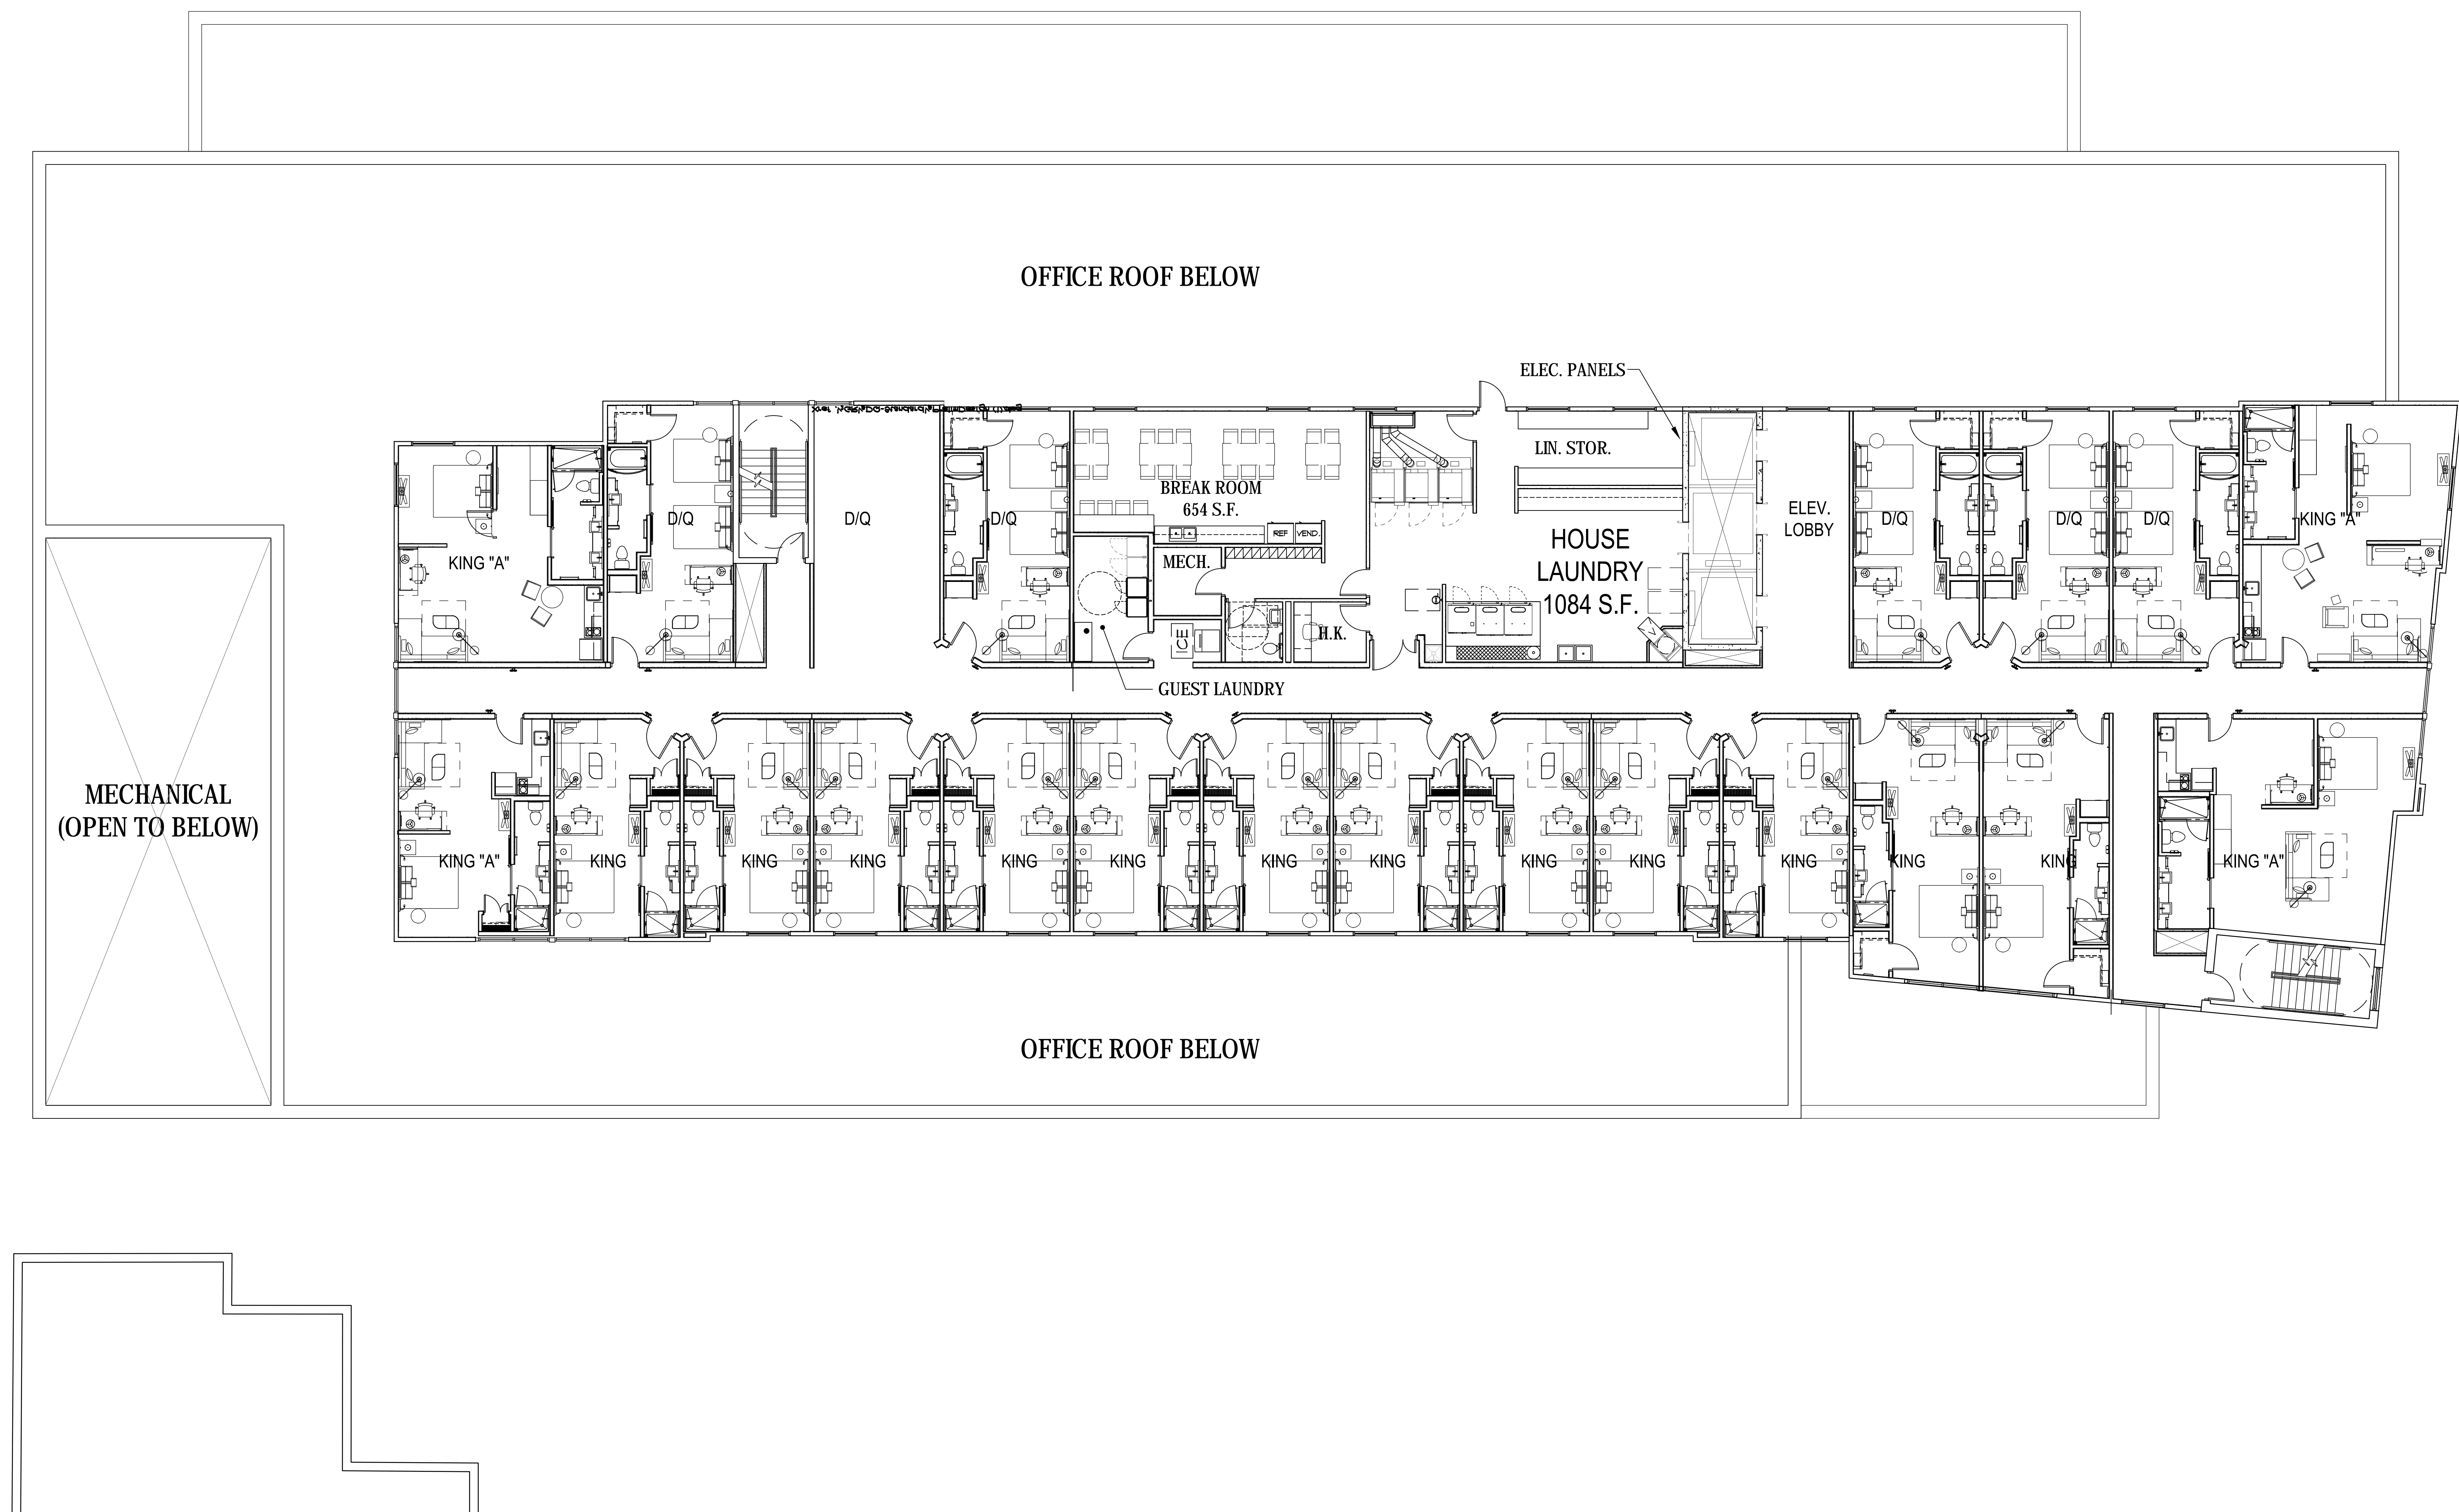 OFFICE ROOF BELOW
ELEC. PANELS
LIN. STOR.
BREAK ROOM
654 S.F.
REF
VEND.
D/Q
D/Q
D/Q
KING "A"
MECH.
ICE
H.K.
HOUSE
LAUNDRY
1084 S.F.
ELEV.
LOBBY
D/Q
D/Q
D/Q
KING "A"
GUEST LAUNDRY
MECHANICAL
(OPEN TO BELOW)
KING "A"
KING
KING
KING
KING
KING
KING
KING
KING
KING
KING
KING
KING
KING "A"
OFFICE ROOF BELOW